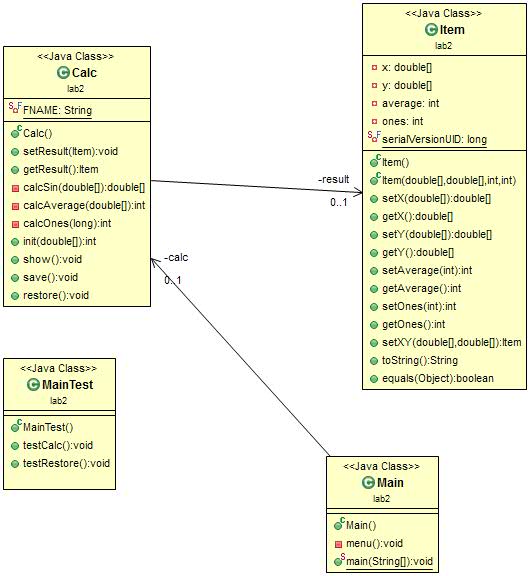 <<Java Class>>
Calc
lab2
FNAME: String
Calc()
setResult(Item):void
getResult():Item
calcSin(double[]):double[]
calcAverage(double[]):int
calcOnes(long):int
init(double[]):int
show():void
save():void
restore():void
-result
0..1
<<Java Class>>
Item
lab2
x: double[]
y: double[]
average: int
ones: int
serialVersionUID: long
Item()
Item(double[],double[],int,int)
setX(double[]):double[]
getX():double[]
setY(double[]):double[]
getY():double[]
setAverage(int):int
getAverage():int
setOnes(int):int
getOnes():int
setXY(double[],double[]):Item
toString():String
equals(Object):boolean
-calc
0..1
<<Java Class>>
MainTest
lab2
MainTest()
testCalc():void
testRestore():void
<<Java Class>>
Main
lab2
Main()
menu():void
main(String[]):void